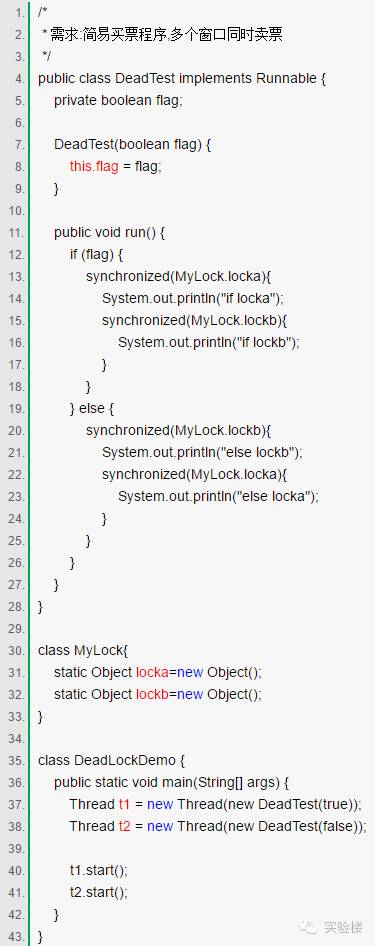 1. /*
2.  * 需求:简易买票程序,多个窗口同时卖票
3.  */
4. public class DeadTest implements Runnable {
5.     private boolean flag;
6.
7.     DeadTest(boolean flag) {
8.         this.flag = flag;
9.     }
10.
11.     public void run() {
12.         if (flag) {
13.             synchronized(MyLock.locka){
14.                 System.out.println("if locka");
15.                 synchronized(MyLock.lockb){
16.                     System.out.println("if lockb");
17.                 }
18.             }
19.         } else {
20.             synchronized(MyLock.lockb){
21.                 System.out.println("else lockb");
22.                 synchronized(MyLock.locka){
23.                     System.out.println("else locka");
24.                 }
25.             }
26.         }
27.     }
28. }
29.
30. class MyLock{
31.     static Object locka=new Object();
32.     static Object lockb=new Object();
33. }
34.
35. class DeadLockDemo {
36.     public static void main(String[] args) {
37.         Thread t1 = new Thread(new DeadTest(true));
38.         Thread t2 = new Thread(new DeadTest(false));
39.
40.         t1.start();
41.         t2.start();
42.     }
43. }
实验楼